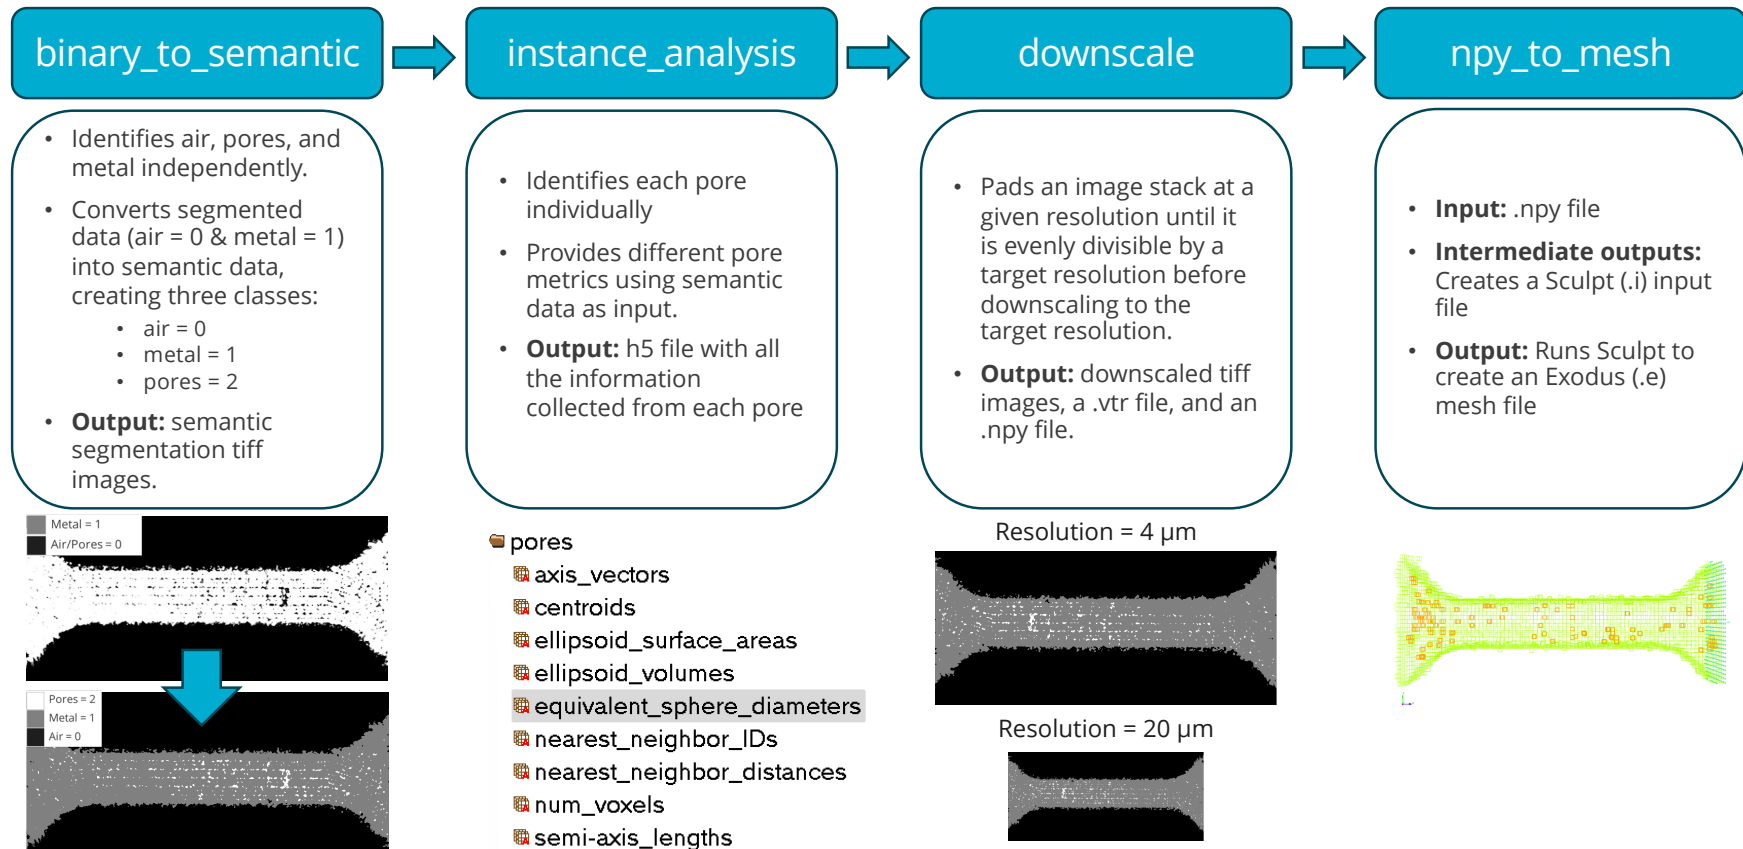 binary_to_semantic
instance_analysis
downscale
npy_to_mesh
• Identifies air, pores, and
metal independently.
• Converts segmented
data (air = 0 & metal = 1)
into semantic data,
creating three classes:
• air = 0
• metal = 1
• pores = 2
• Output: semantic
segmentation tiff
images.
• Identifies each pore
individually
• Provides different pore
metrics using semantic
data as input.
• Output: h5 file with all
the information
collected from each pore
• Pads an image stack at a
given resolution until it
is evenly divisible by a
target resolution before
downscaling to the
target resolution.
• Output: downscaled tiff
images, a .vtr file, and an
.npy file.
• Input: .npy file
• Intermediate outputs:
Creates a Sculpt (.i) input
file
• Output: Runs Sculpt to
create an Exodus (.e)
mesh file
Metal = 1
Air/Pores = 0
Pores = 2
Metal = 1
Air = 0
pores
axis_vectors
centroids
ellipsoid_surface_areas
ellipsoid_volumes
equivalent_sphere_diameters
nearest_neighbor_IDs
nearest_neighbor_distances
num_voxels
semi-axis_lengths
Resolution = 4 μm
Resolution = 20 μm